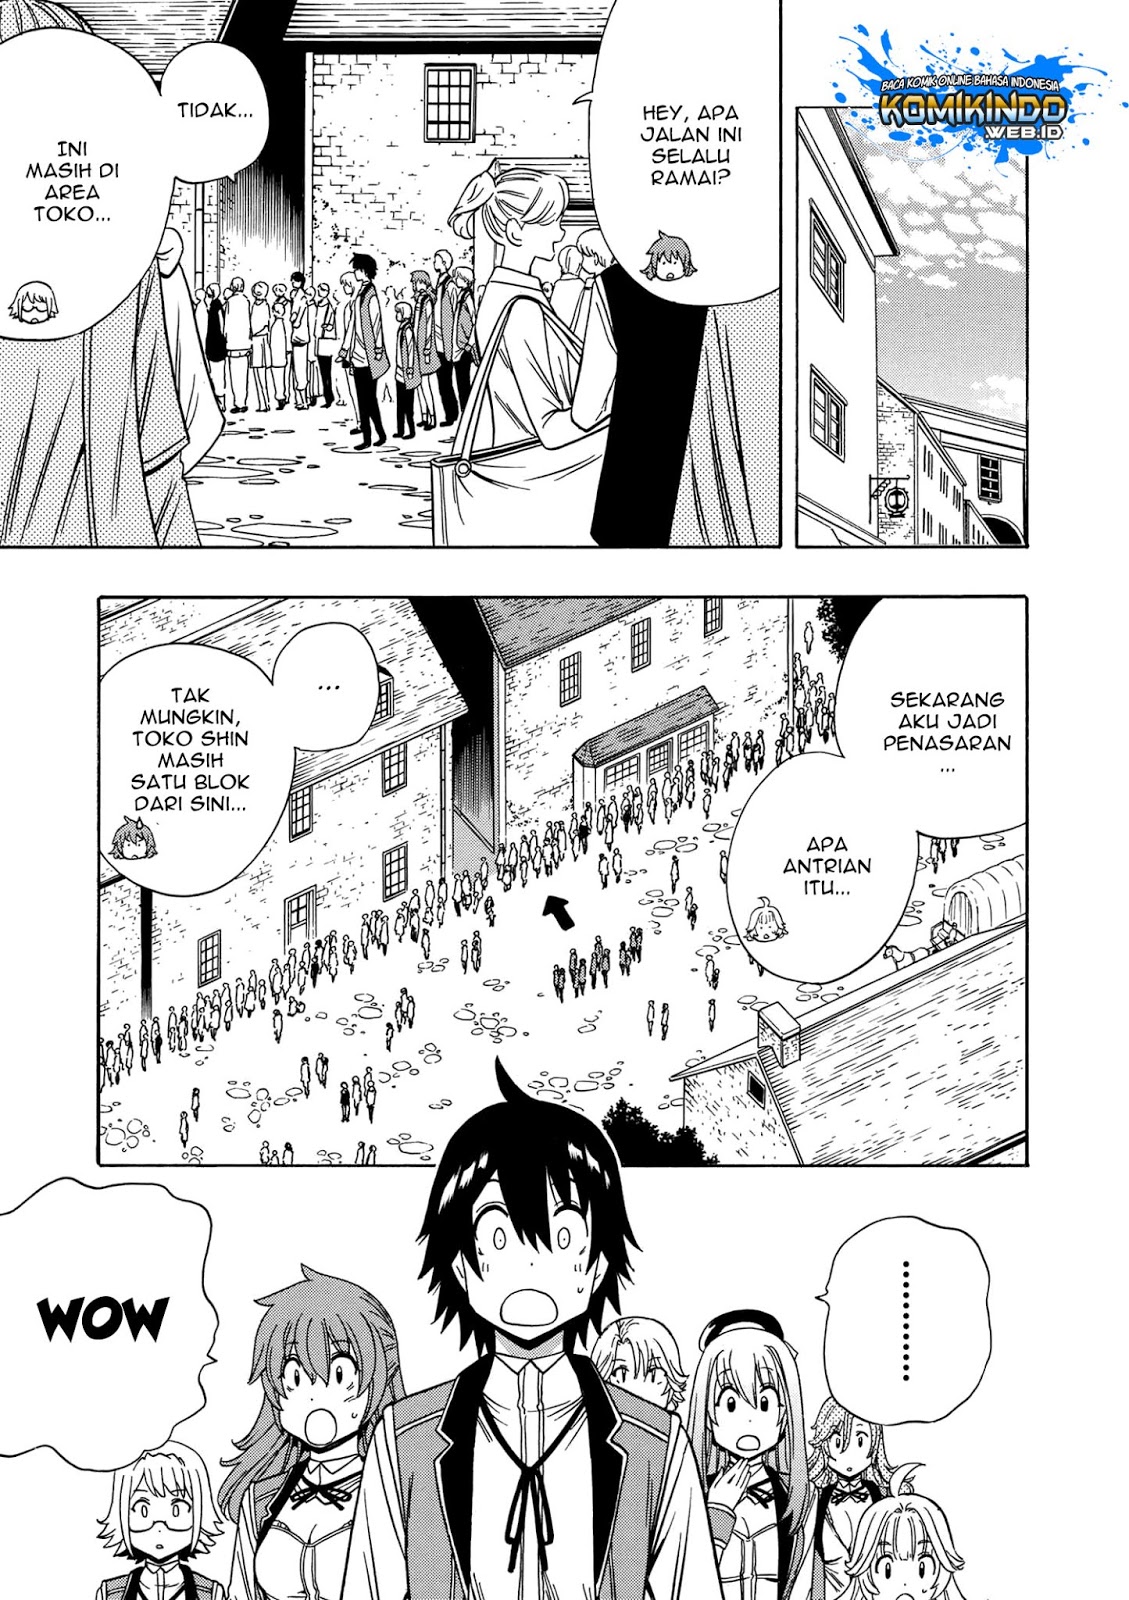 BACA KOMIK ONLINE BAHASA INDONESIA
KOMIKINDO
.WEB.ID
HEY, APA
JALAN INI
SELALU
RAMAI?
TIDAK...
INI
MASIH DI
AREA
TOKO...
SEKARANG
AKU JADI
PENASARAN
...
APA
ANTRIAN
ITU...
...
TAK
MUNGKIN,
TOKO SHIN
MASIH
SATU BLOK
DARI SINI...
..........
WOW